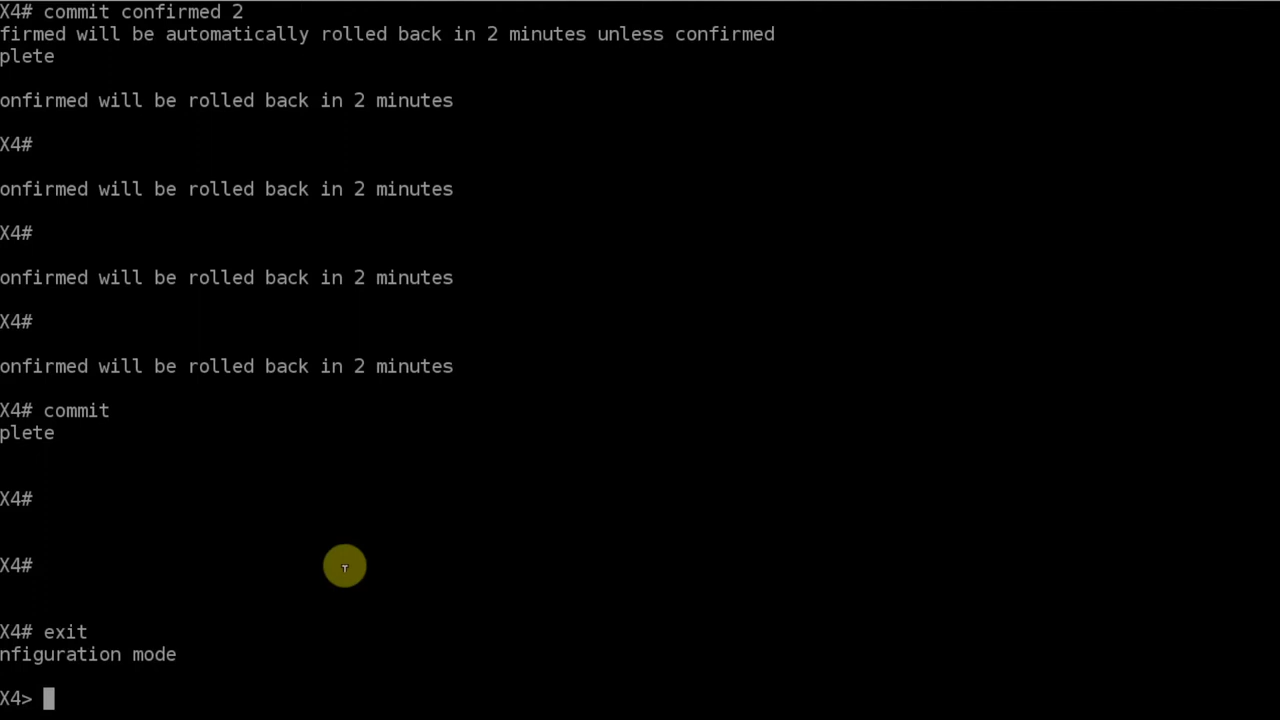 X4# commit confirmed 2
firmed will be automatically rolled back in 2 minutes unless confirmed
plete
onfirmed will be rolled back in 2 minutes
X4#
onfirmed will be rolled back in 2 minutes
X4#
onfirmed will be rolled back in 2 minutes
X4#
onfirmed will be rolled back in 2 minutes
X4# commit
plete
X4#
X4#
X4# exit
nfiguration mode
X4>